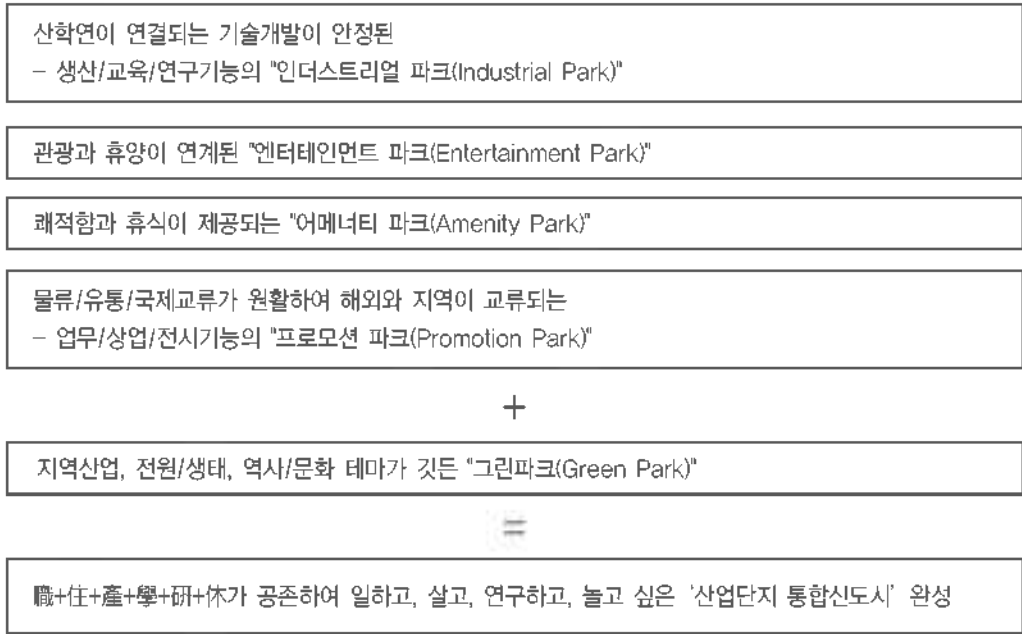 산학연이 연결되는 기술개발이 안정된
- 생산/교육/연구기능의 "인더스트리얼 파크(Industrial Park)"
관광과 휴양이 연계된 "엔터테인먼트 파크(Entertainment Park)"
쾌적함과 휴식이 제공되는 "어메너티 파크(Amenity Park)"
물류/유통/국제교류가 원활하여 해외와 지역이 교류되는
- 업무/상업/전시기능의 "프로모션 파크(Promotion Park)"
+
지역산업, 전원/생태, 역사/문화 테마가 깃든 "그린파크(Green Park)"
=
職+住+産+學+硏+休가 공존하여 일하고, 살고, 연구하고, 놀고 싶은 ‘산업단지 통합신도시’ 완성